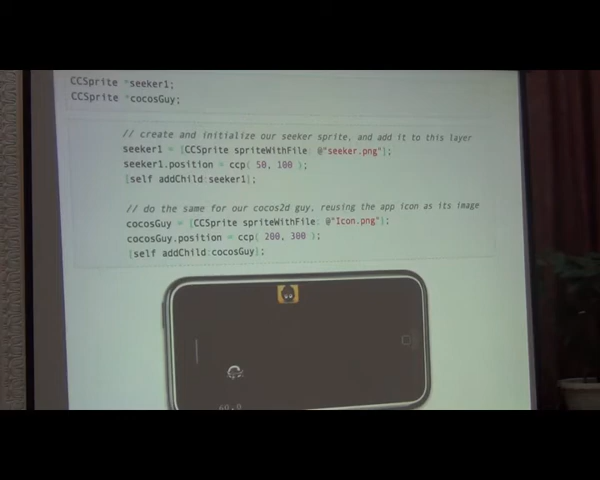 CCSprite *seeker1;
CCSprite *cocosGuy;
// create and initialize our seeker sprite, and add it to this layer
seeker1 = [CCSprite spriteWithFile: @"seeker.png"];
seeker1.position = ccp( 50, 100 );
[self addChild:seeker1];
// do the same for our cocos2d guy, reusing the app icon as its image
cocosGuy = [CCSprite spriteWithFile: @"Icon.png"];
cocosGuy.position = ccp( 200, 300 );
[self addChild:cocosGuy];
60.0